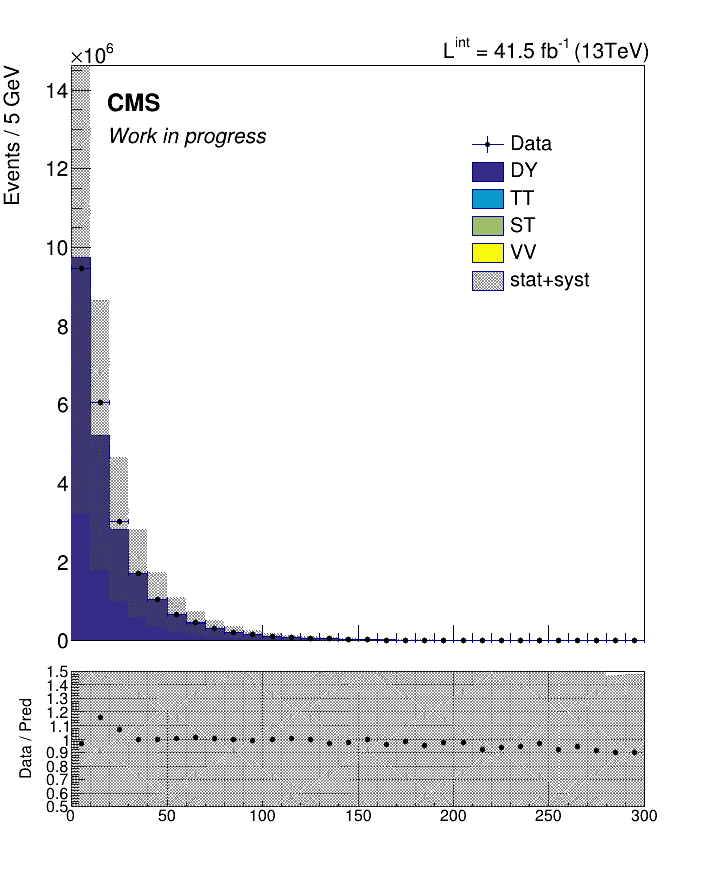 ×10⁶
L^int = 41.5 fb⁻¹ (13TeV)
Events / 5 GeV
14
12
10
8
6
4
2
0
CMS
Work in progress
Data
DY
TT
ST
VV
stat+syst
Data / Pred
1.5
1.4
1.3
1.2
1.1
1
0.9
0.8
0.7
0.6
0.5
0 50 100 150 200 250 300